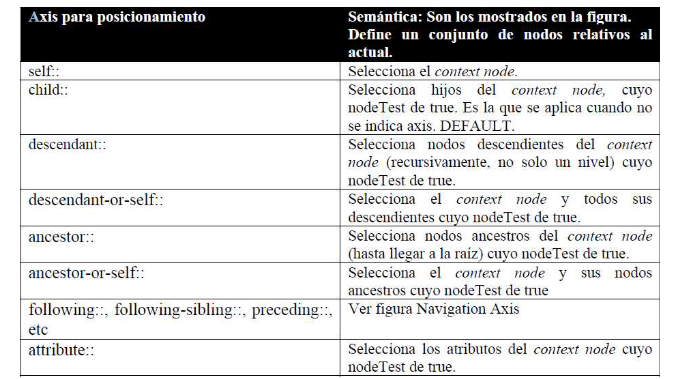 Axis para posicionamiento
Semántica: Son los mostrados en la figura.
Define un conjunto de nodos relativos al
actual.
self::
Selecciona el context node.
child::
Selecciona hijos del context node, cuyo
nodeTest de true. Es la que se aplica cuando no
se indica axis. DEFAULT.
descendant::
Selecciona nodos descendientes del context
node (recursivamente, no solo un nivel) cuyo
nodeTest de true.
descendant-or-self::
Selecciona el context node y todos sus
descendientes cuyo nodeTest de true.
ancestor::
Selecciona nodos ancestros del context node
(hasta llegar a la raíz) cuyo nodeTest de true.
ancestor-or-self::
Selecciona el context node y sus nodos
ancestros cuyo nodeTest de true
following::, following-sibling::, preceding::,
etc
Ver figura Navigation Axis
attribute::
Selecciona los atributos del context node cuyo
nodeTest de true.